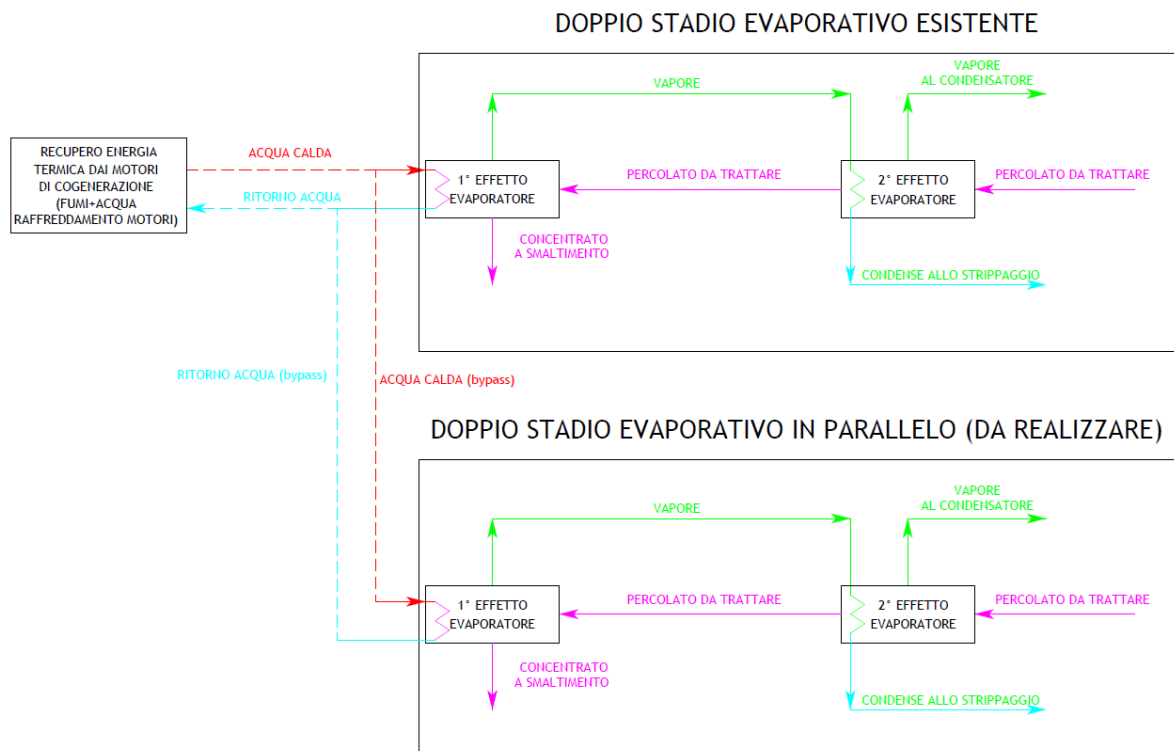 DOPPIO STADIO EVAPORATIVO ESISTENTE
VAPORE
VAPORE
AL CONDENSATORE
RECUPERO ENERGIA
TERMICA DAI MOTORI
DI COGENERAZIONE
(FUMI+ACQUA
RAFFREDDAMENTO MOTORI)
ACQUA CALDA
RITORNO ACQUA
1° EFFETTO
EVAPORATORE
PERCOLATO DA TRATTARE
2° EFFETTO
EVAPORATORE
PERCOLATO DA TRATTARE
CONCENTRATO
A SMALTIMENTO
CONDENSE ALLO STRIPPAGGIO
RITORNO ACQUA (bypass)
ACQUA CALDA (bypass)
DOPPIO STADIO EVAPORATIVO IN PARALLELO (DA REALIZZARE)
VAPORE
VAPORE
AL CONDENSATORE
1° EFFETTO
EVAPORATORE
PERCOLATO DA TRATTARE
2° EFFETTO
EVAPORATORE
PERCOLATO DA TRATTARE
CONCENTRATO
A SMALTIMENTO
CONDENSE ALLO STRIPPAGGIO